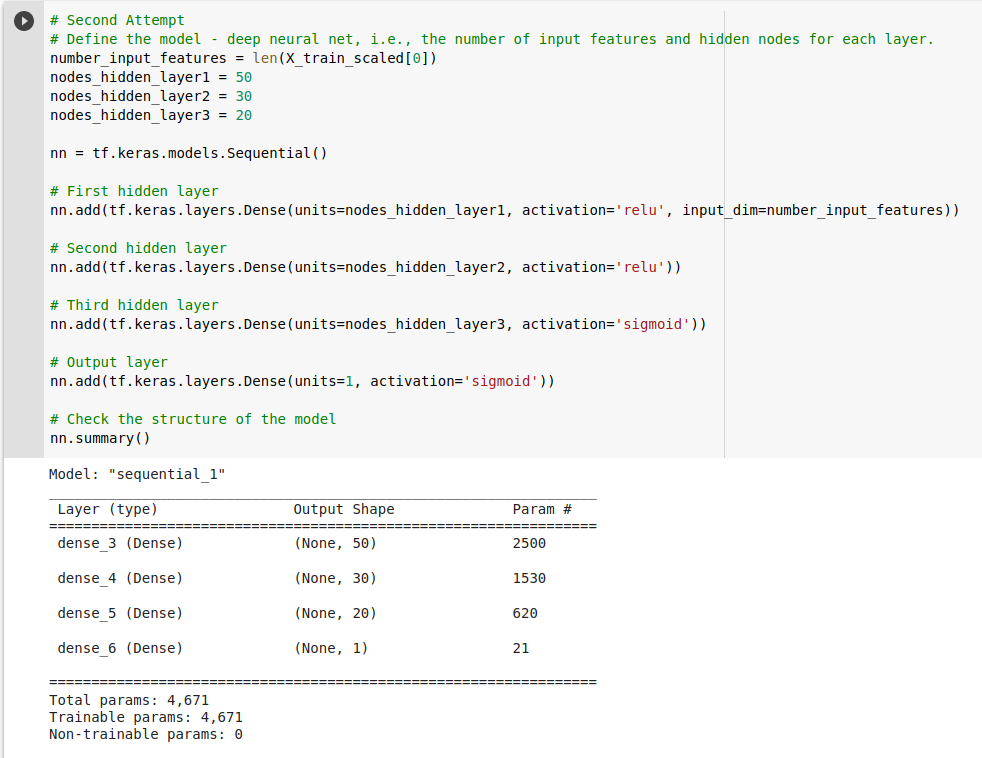 # Second Attempt
# Define the model - deep neural net, i.e., the number of input features and hidden nodes for each layer.
number_input_features = len(X_train_scaled[0])
nodes_hidden_layer1 = 50
nodes_hidden_layer2 = 30
nodes_hidden_layer3 = 20
nn = tf.keras.models.Sequential()
# First hidden layer
nn.add(tf.keras.layers.Dense(units=nodes_hidden_layer1, activation='relu', input_dim=number_input_features))
# Second hidden layer
nn.add(tf.keras.layers.Dense(units=nodes_hidden_layer2, activation='relu'))
# Third hidden layer
nn.add(tf.keras.layers.Dense(units=nodes_hidden_layer3, activation='sigmoid'))
# Output layer
nn.add(tf.keras.layers.Dense(units=1, activation='sigmoid'))
# Check the structure of the model
nn.summary()
Model: "sequential_1"
_________________________________________________________________
Layer (type) Output Shape Param #
=================================================================
dense_3 (Dense) (None, 50) 2500
dense_4 (Dense) (None, 30) 1530
dense_5 (Dense) (None, 20) 620
dense_6 (Dense) (None, 1) 21
=================================================================
Total params: 4,671
Trainable params: 4,671
Non-trainable params: 0